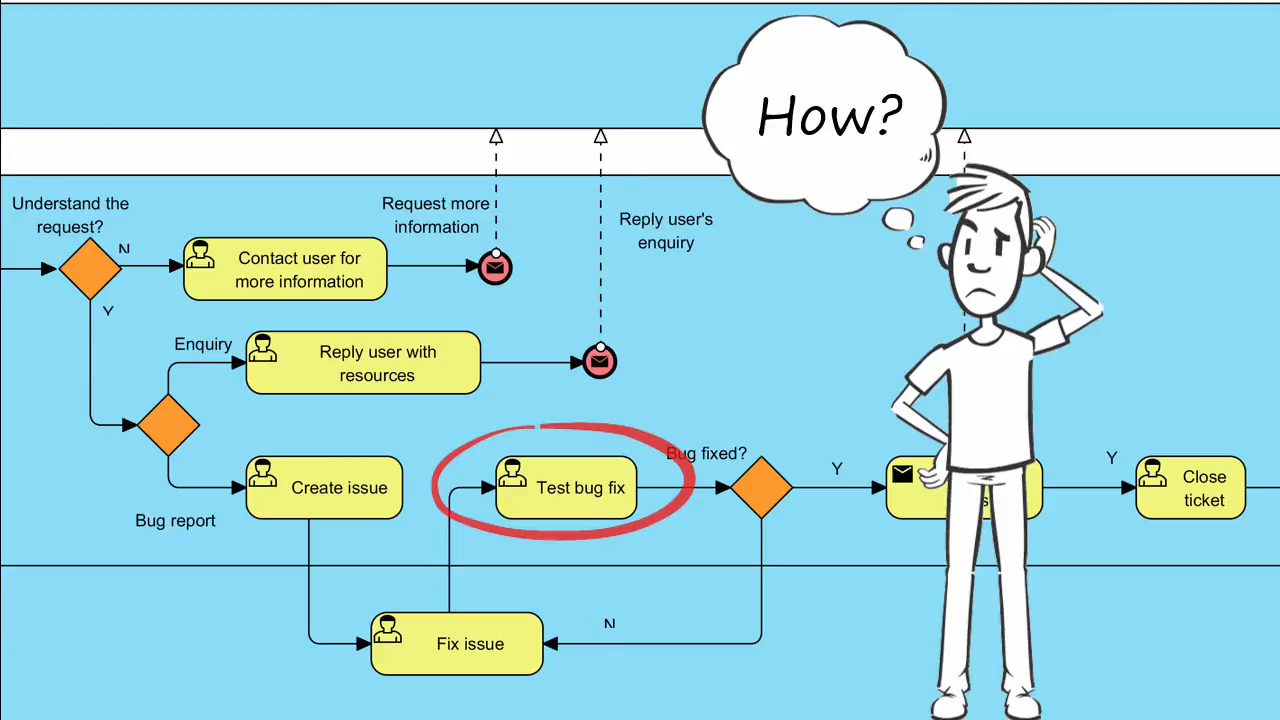 How?
Understand the
request?
N
Contact user for
more information
Request more
information
Reply user's
enquiry
Y
Enquiry
Reply user with
resources
Bug fixed?
Create issue
Test bug fix
Y
Y
Close
ticket
Bug report
Fix issue
N